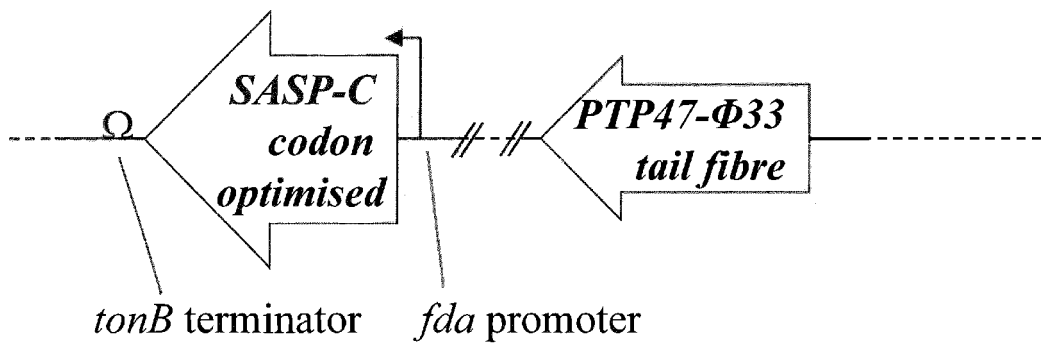 SASP-C
codon
optimised
PTP47-Φ33
tail fibre
Ω
tonB terminator
fda promoter